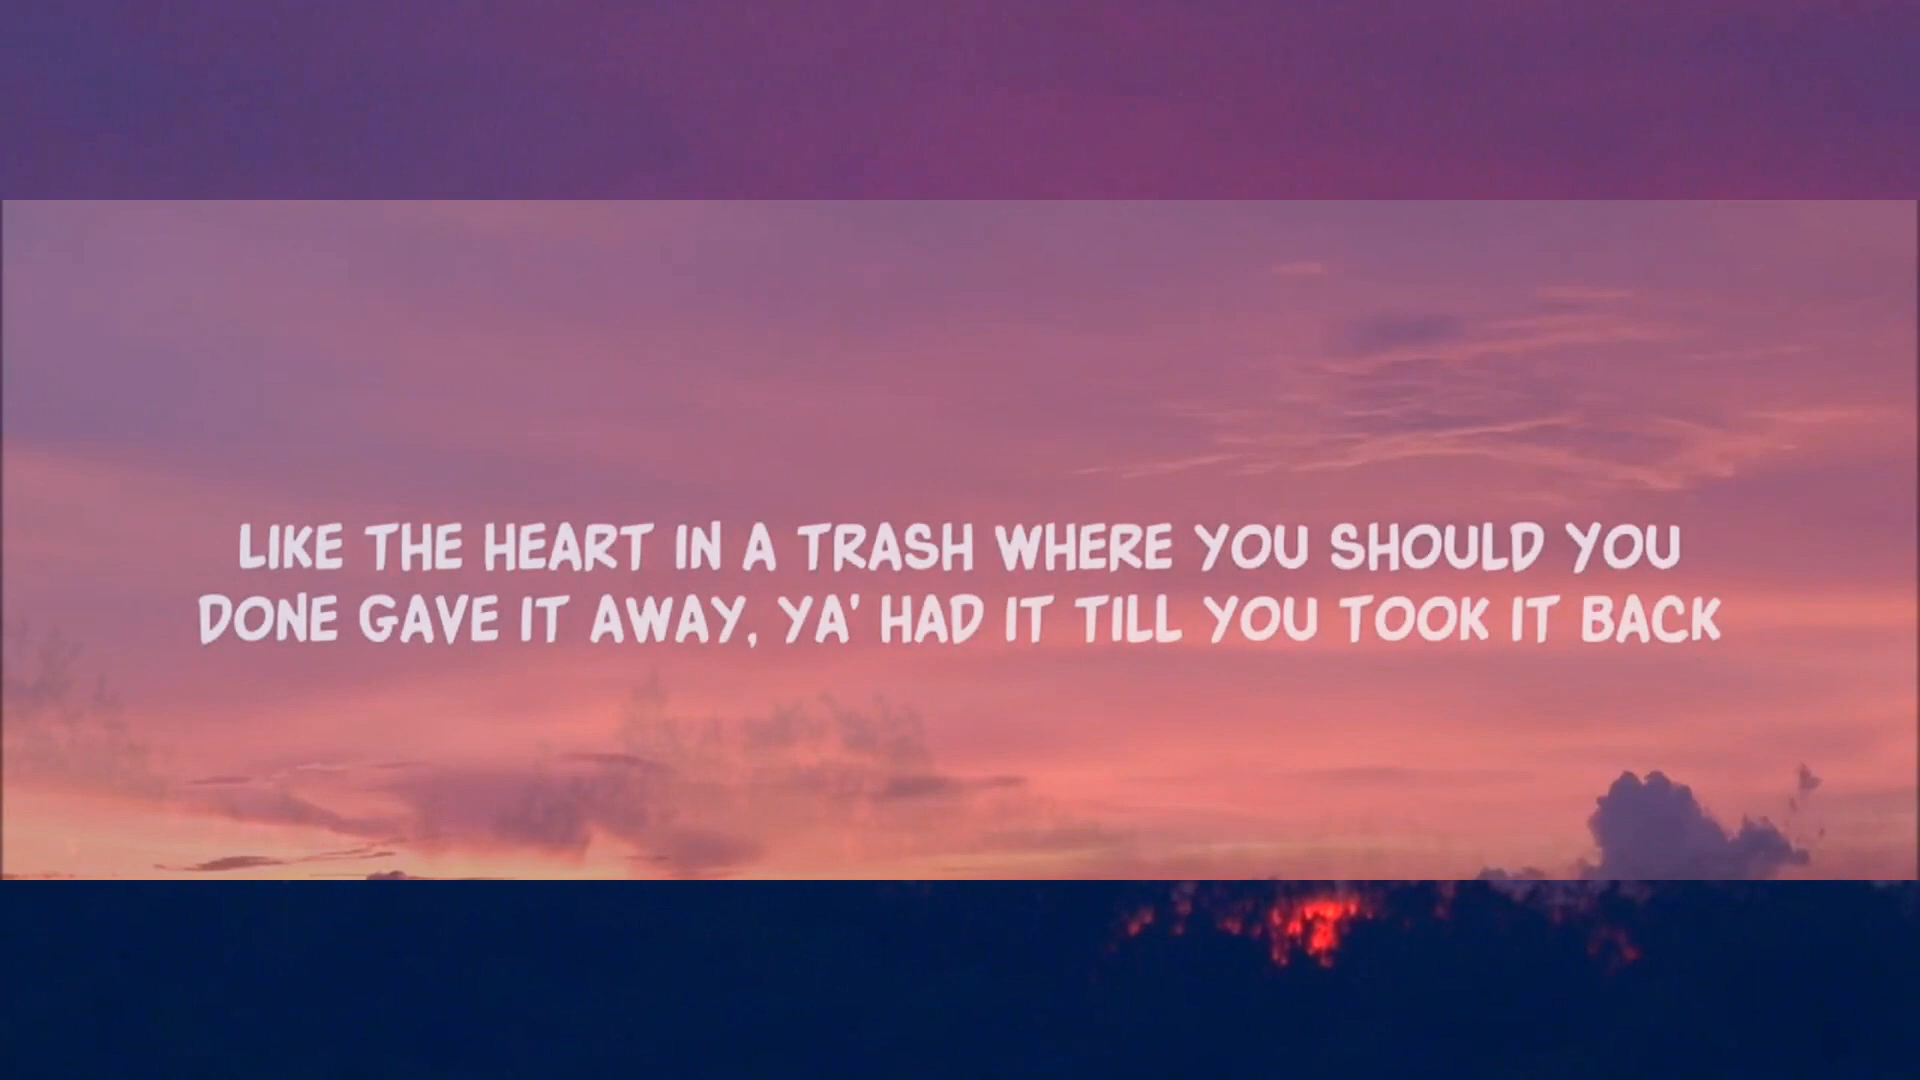 LIKE THE HEART IN A TRASH WHERE YOU SHOULD YOU
DONE GAVE IT AWAY, YA' HAD IT TILL YOU TOOK IT BACK